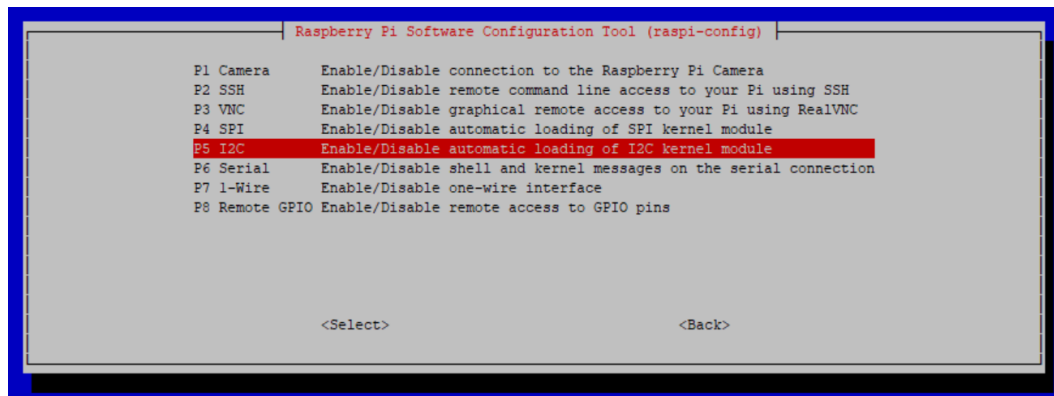 Raspberry Pi Software Configuration Tool (raspi-config)
P1 Camera Enable/Disable connection to the Raspberry Pi Camera
P2 SSH Enable/Disable remote command line access to your Pi using SSH
P3 VNC Enable/Disable graphical remote access to your Pi using RealVNC
P4 SPI Enable/Disable automatic loading of SPI kernel module
P5 I2C Enable/Disable automatic loading of I2C kernel module
P6 Serial Enable/Disable shell and kernel messages on the serial connection
P7 1-Wire Enable/Disable one-wire interface
P8 Remote GPIO Enable/Disable remote access to GPIO pins
<Select> <Back>